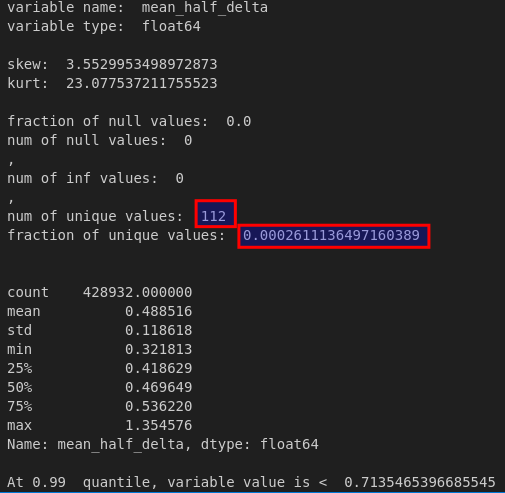 variable name:  mean_half_delta
variable type:  float64
skew:  3.5529953498972873
kurt:  23.077537211755523
fraction of null values:  0.0
num of null values:  0
,
num of inf values:  0
,
num of unique values:  112
fraction of unique values:  0.0002611136497160389
count    428932.000000
mean          0.488516
std           0.118618
min           0.321813
25%           0.418629
50%           0.469649
75%           0.536220
max           1.354576
Name: mean_half_delta, dtype: float64
At 0.99  quantile, variable value is <  0.7135465396685545